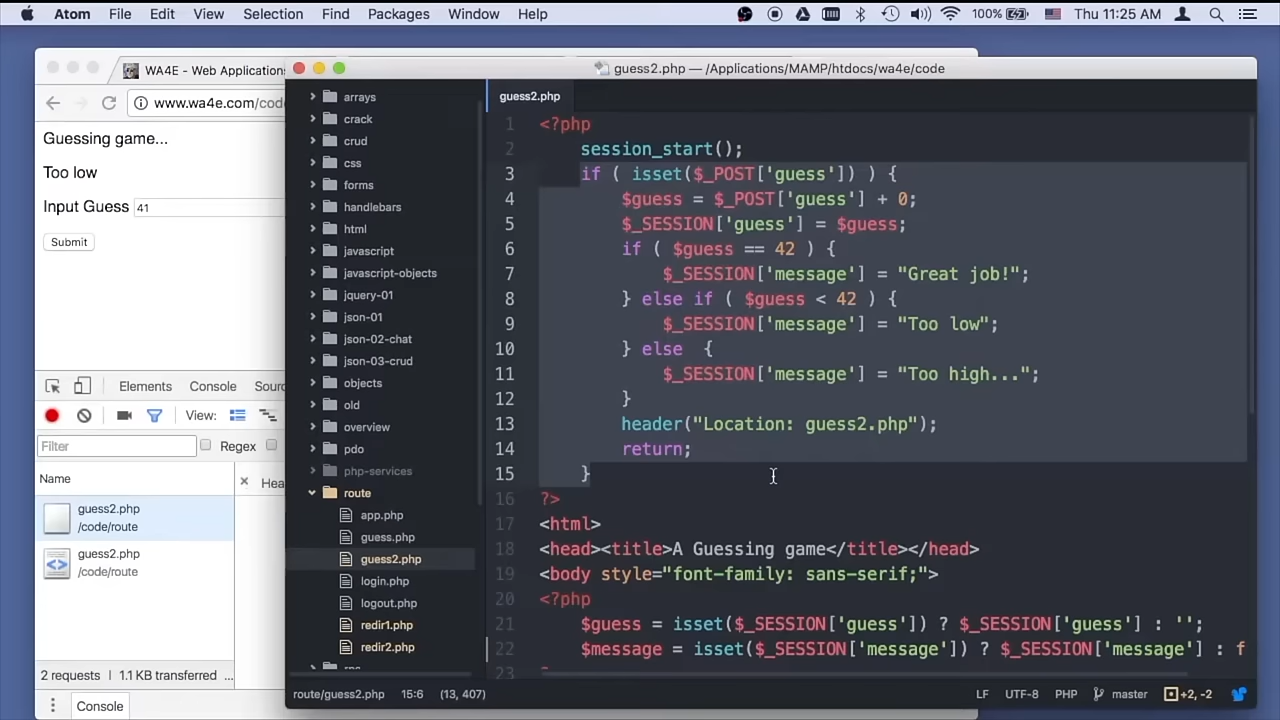 Atom File Edit View Selection Find Packages Window Help 100% Thu 11:25 AM
WA4E - Web Applications
www.wa4e.com/cod
Guessing game...
Too low
Input Guess 41
Submit
Elements Console Sour
View:
Filter Regex
Name Hea
guess2.php
/code/route
guess2.php
/code/route
2 requests 1.1 KB transferred ...
Console
guess2.php — /Applications/MAMP/htdocs/wa4e/code
arrays
crack
crud
css
forms
handlebars
html
javascript
javascript-objects
jquery-01
json-01
json-02-chat
json-03-crud
objects
old
overview
pdo
php-services
route
app.php
guess.php
guess2.php
login.php
logout.php
redir1.php
redir2.php
guess2.php
1 <?php
2 session_start();
3 if ( isset($_POST['guess']) ) {
4 $guess = $_POST['guess'] + 0;
5 $_SESSION['guess'] = $guess;
6 if ( $guess == 42 ) {
7 $_SESSION['message'] = "Great job!";
8 } else if ( $guess < 42 ) {
9 $_SESSION['message'] = "Too low";
10 } else {
11 $_SESSION['message'] = "Too high...";
12 }
13 header("Location: guess2.php");
14 return;
15 }
16 ?>
17 <html>
18 <head><title>A Guessing game</title></head>
19 <body style="font-family: sans-serif;">
20 <?php
21 $guess = isset($_SESSION['guess']) ? $_SESSION['guess'] : '';
22 $message = isset($_SESSION['message']) ? $_SESSION['message'] : f
23
route/guess2.php 15:6 (13, 407) LF UTF-8 PHP master +2, -2